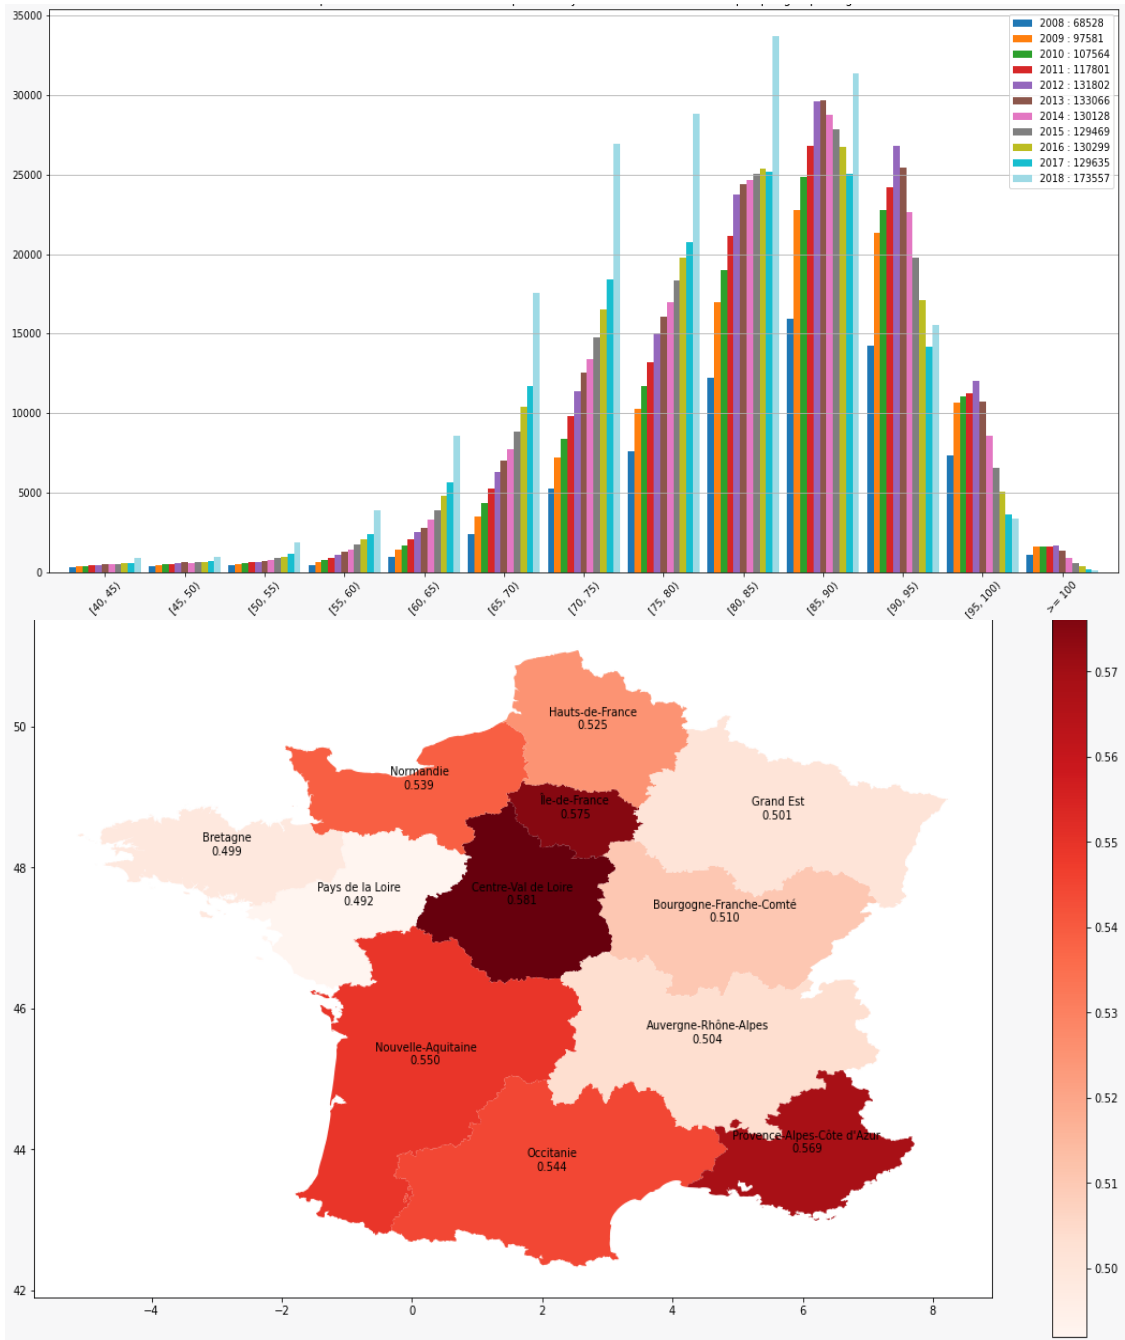 35000
30000
25000
20000
15000
10000
5000
0
2008 : 68528
2009 : 97581
2010 : 107564
2011 : 117801
2012 : 131802
2013 : 133066
2014 : 130128
2015 : 129469
2016 : 130299
2017 : 129635
2018 : 173557
[40, 45)
[45, 50)
[50, 55)
[55, 60)
[60, 65)
[65, 70)
[70, 75)
[75, 80)
[80, 85)
[85, 90)
[90, 95)
[95, 100)
>= 100
50
48
46
44
42
−4
−2
0
2
4
6
8
Hauts-de-France
0.525
Normandie
0.539
Île-de-France
0.575
Grand Est
0.501
Bretagne
0.499
Pays de la Loire
0.492
Centre-Val de Loire
0.581
Bourgogne-Franche-Comté
0.510
Nouvelle-Aquitaine
0.550
Auvergne-Rhône-Alpes
0.504
Provence-Alpes-Côte d'Azur
0.569
Occitanie
0.544
0.57
0.56
0.55
0.54
0.53
0.52
0.51
0.50